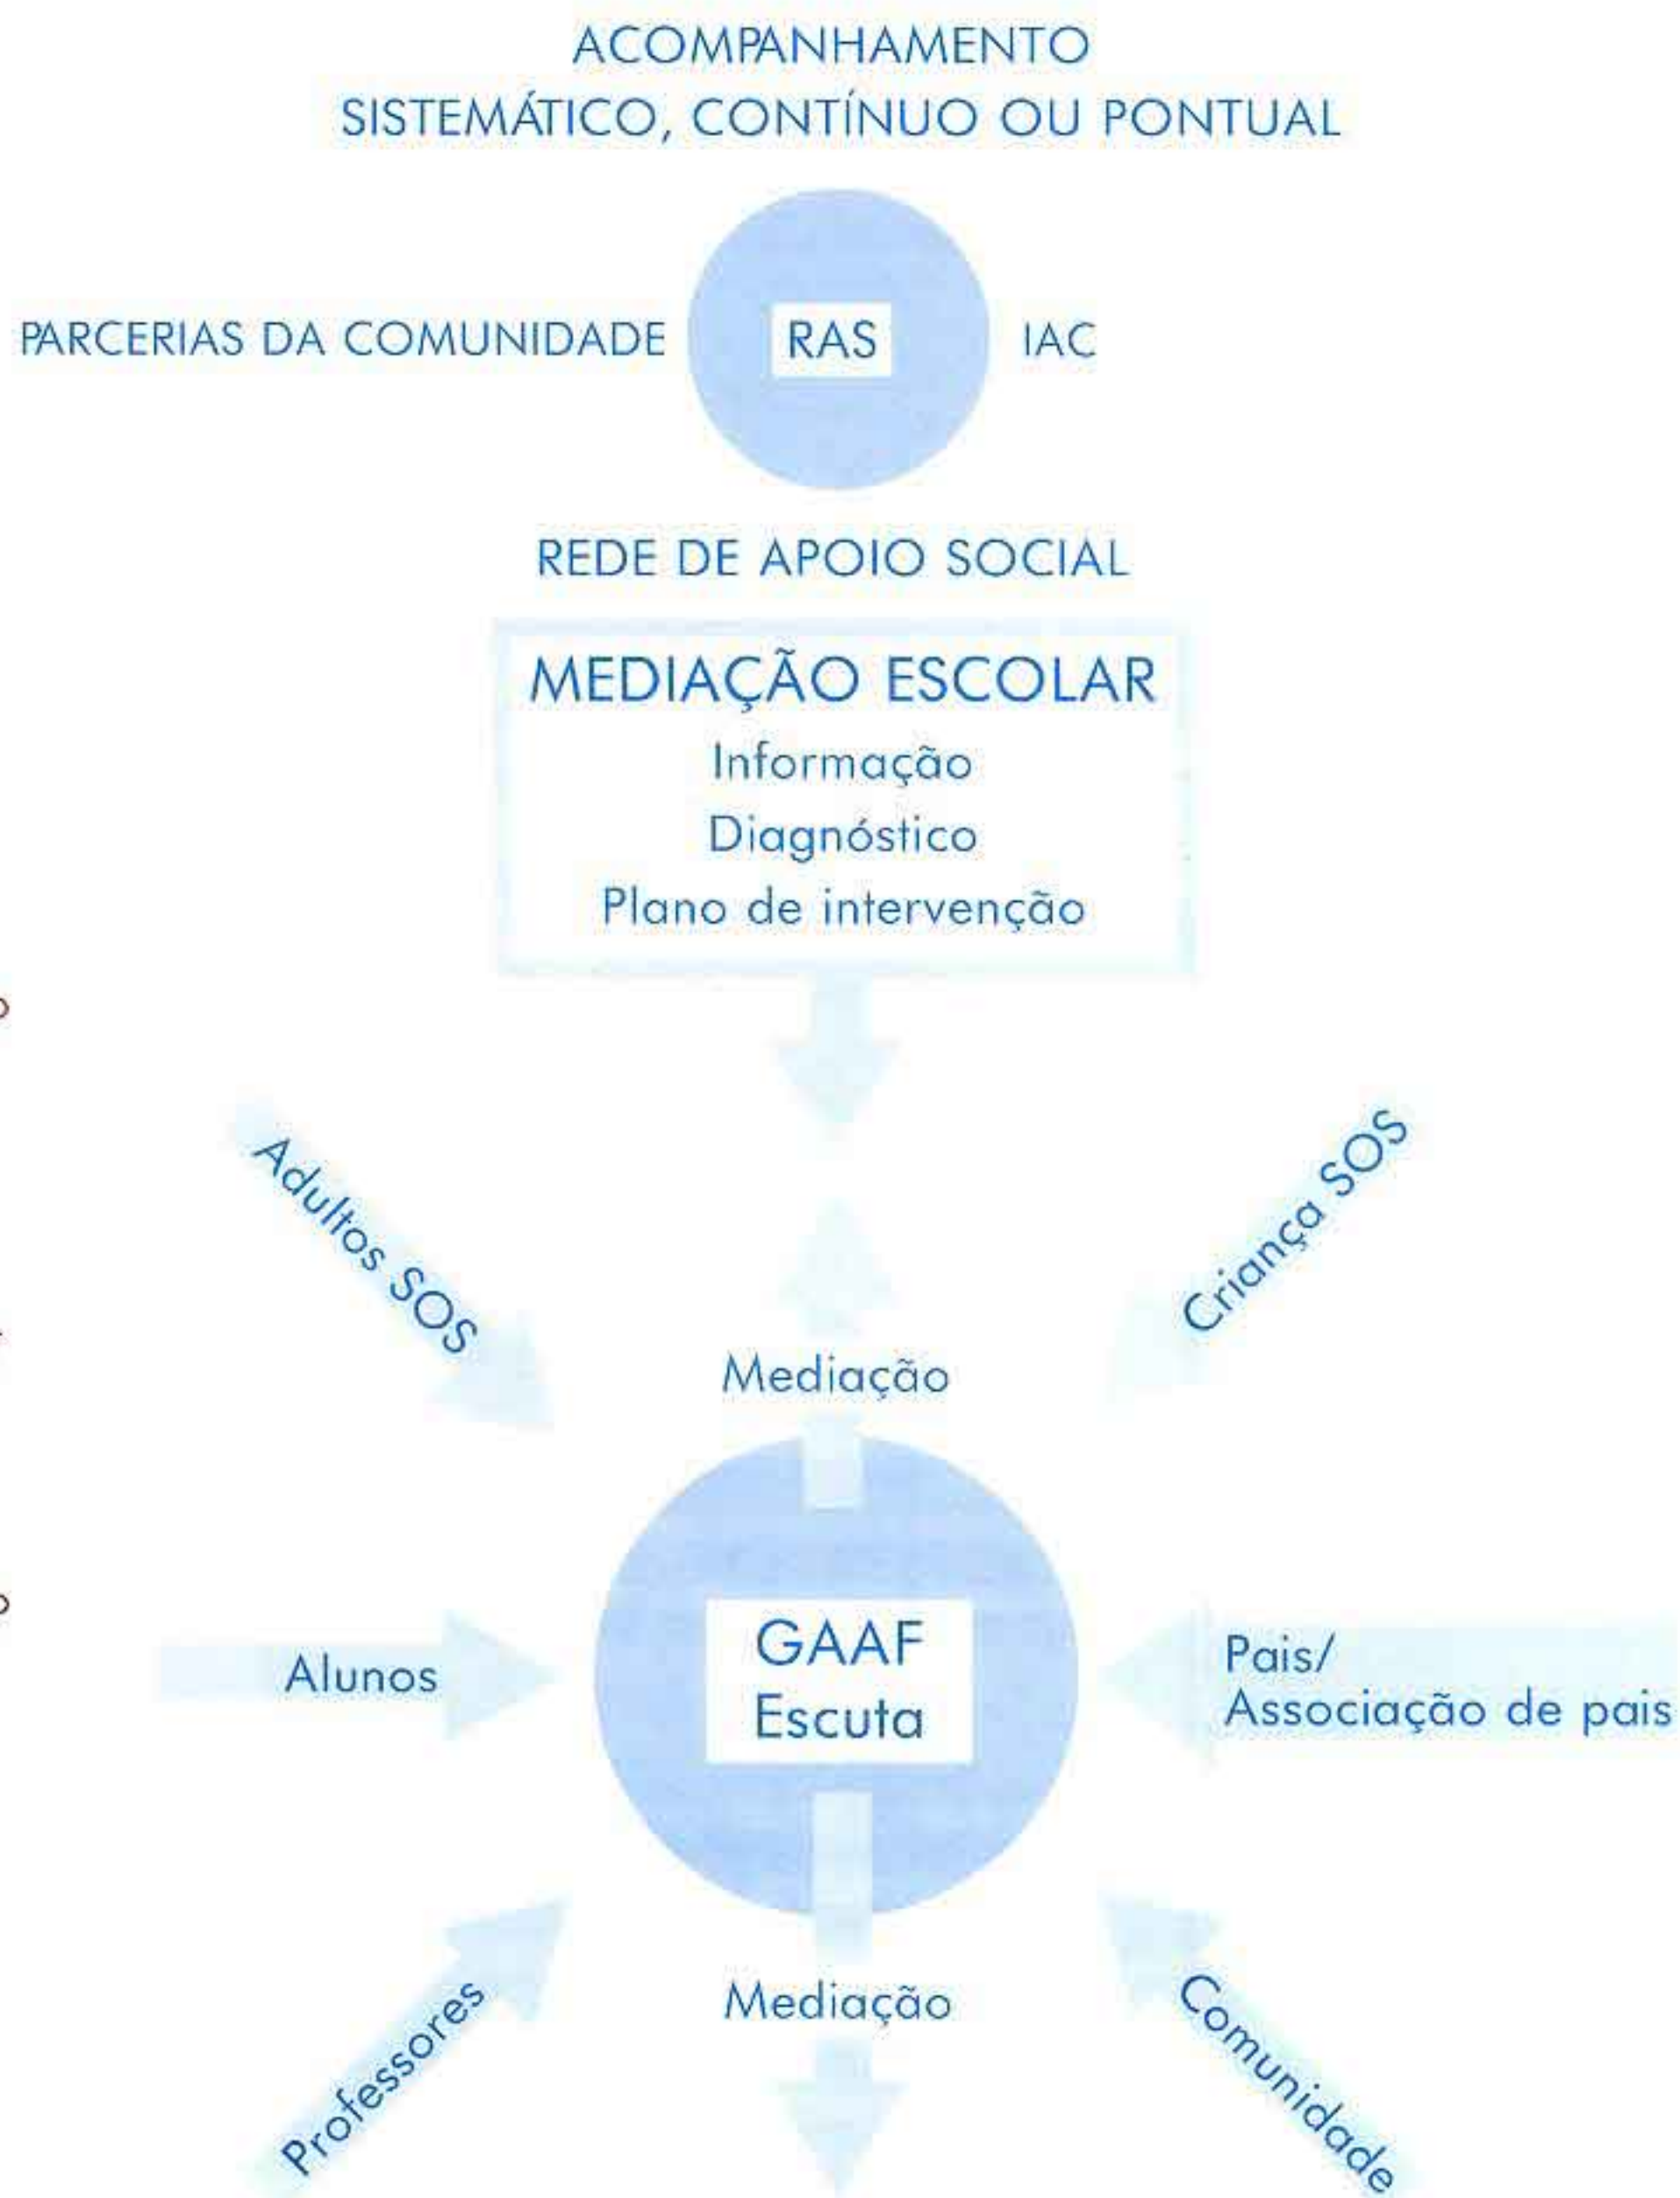 ACOMPANHAMENTO
SISTEMÁTICO, CONTÍNUO OU PONTUAL
PARCERIAS DA COMUNIDADE
RAS
IAC
REDE DE APOIO SOCIAL
MEDIAÇÃO ESCOLAR
Informação
Diagnóstico
Plano de intervenção
Adultos SOS
Criança SOS
Mediação
Alunos
GAAF
Escuta
Pais/
Associação de pais
Professores
Mediação
Comunidade